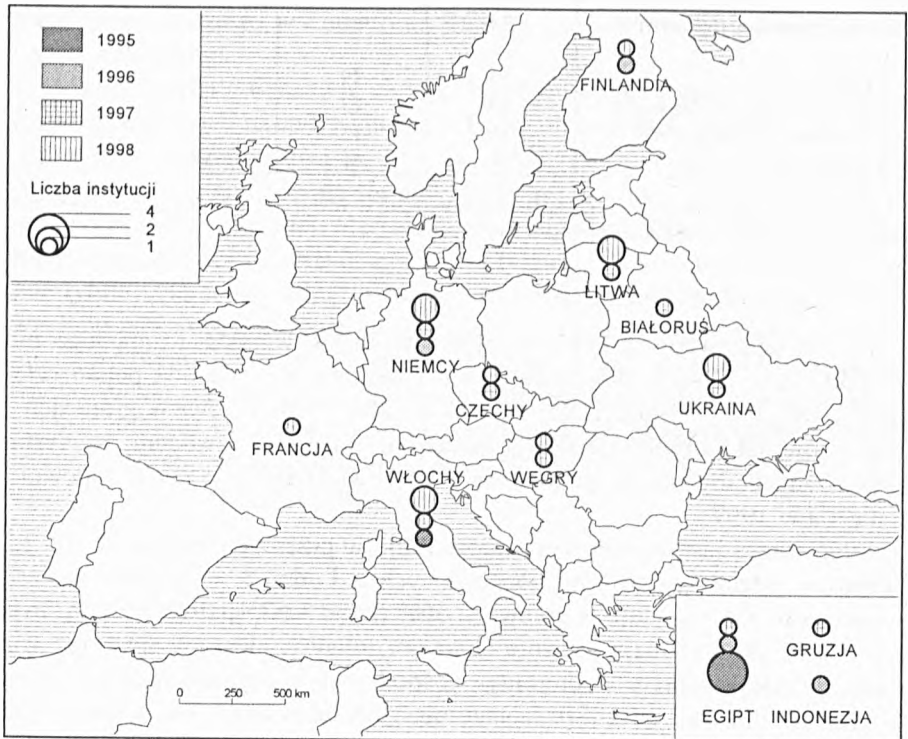 1995
1996
1997
1998
Liczba instytucji
4
2
1
FINLANDIA
LITWA
BIAŁORUŚ
NIEMCY
CZECHY
UKRAINA
FRANCJA
WŁOCHY
WĘGRY
0 250 500 km
GRUZJA
EGIPT INDONEZJA